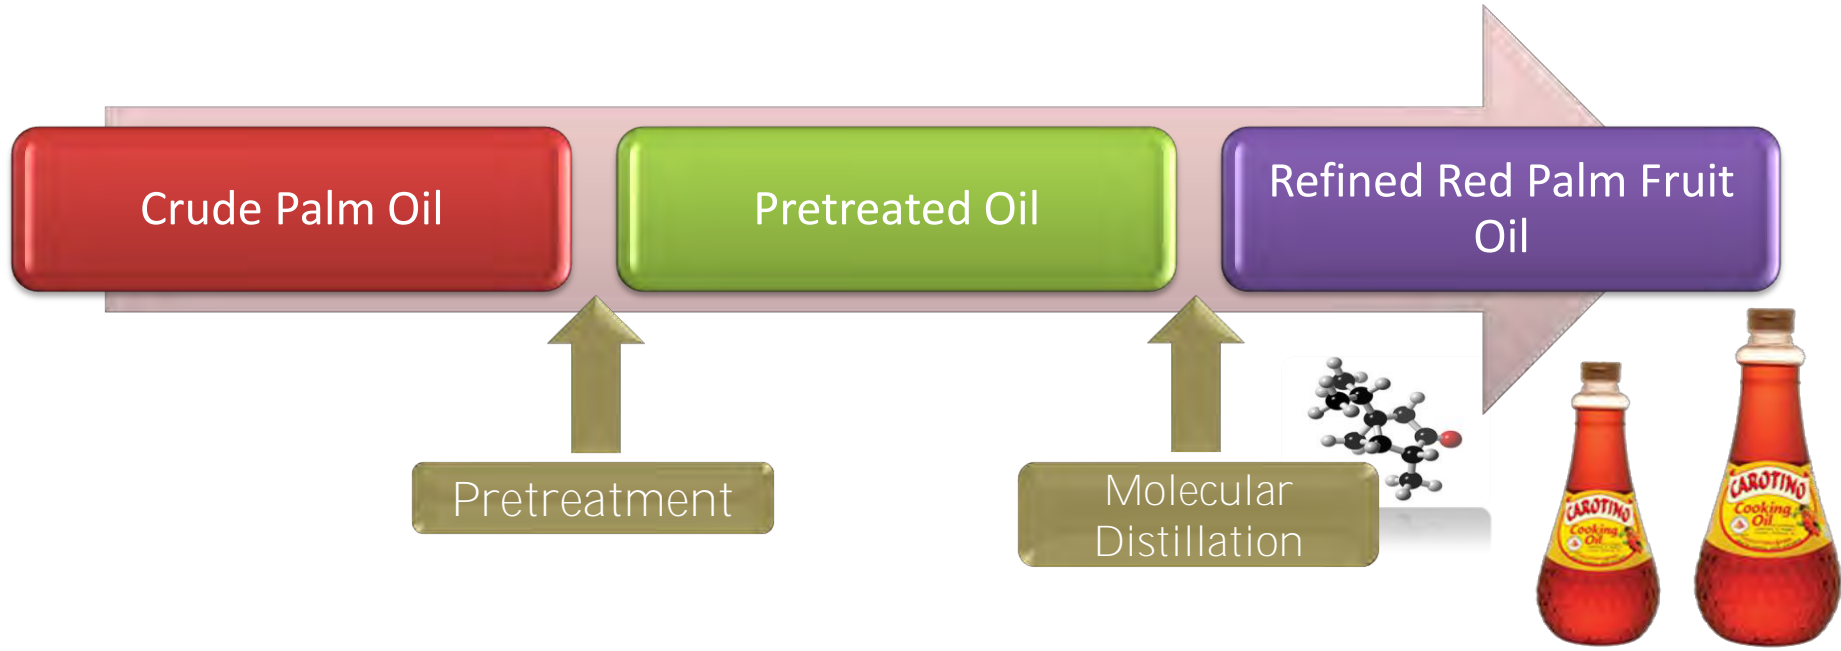 Crude Palm Oil
Pretreated Oil
Refined Red Palm Fruit
Oil
Pretreatment
Molecular
Distillation
CAROTINO
Cooking
Oil
CAROTINO
Cooking
Oil